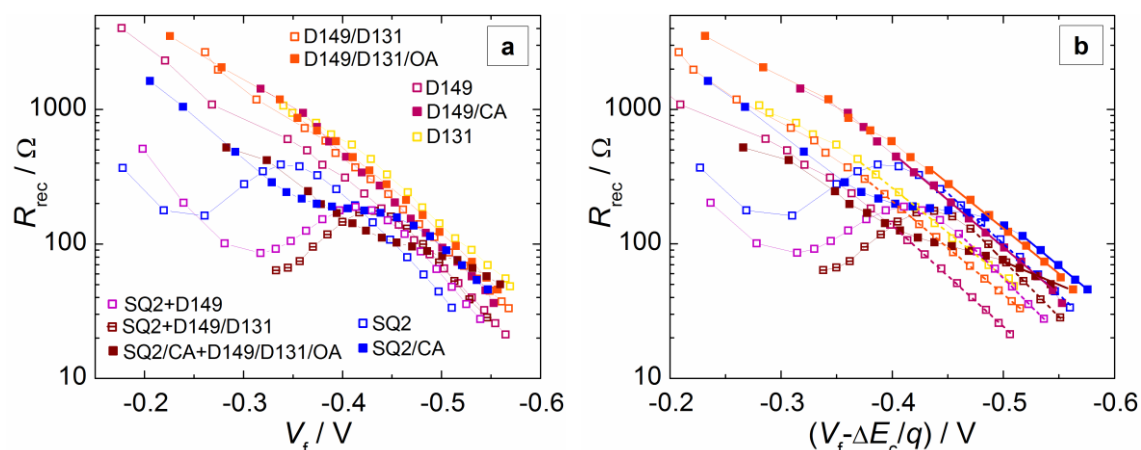 a
D149/D131
D149/D131/OA
D149
D149/CA
D131
SQ2+D149
SQ2+D149/D131
SQ2/CA+D149/D131/OA
SQ2
SQ2/CA
1000
100
10
R_rec / Ω
-0.2 -0.3 -0.4 -0.5 -0.6
V_f / V
b
1000
100
10
R_rec / Ω
-0.2 -0.3 -0.4 -0.5 -0.6
(V_f-ΔE_c/q) / V